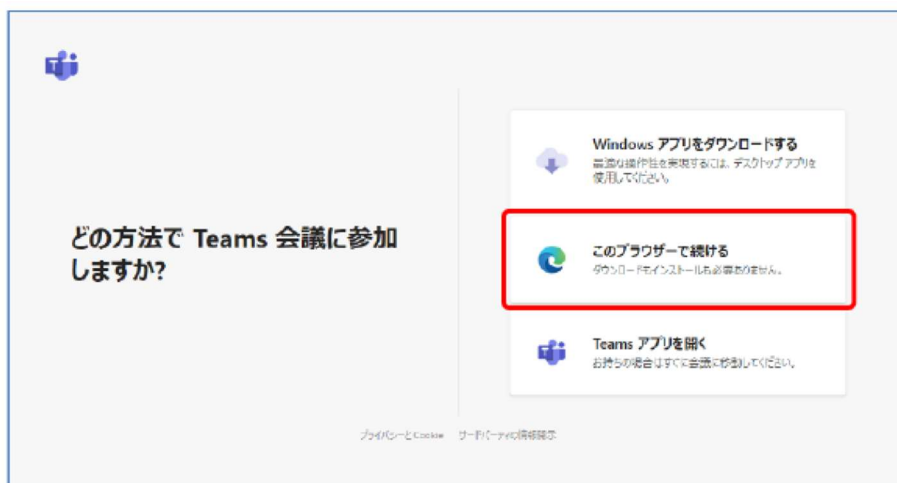 どの方法で Teams 会議に参加
しますか?
Windows アプリをダウンロードする
最適な操作性を実現するには、デスクトップ アプリを
使用してください。
このブラウザーで続ける
ダウンロードもインストールも必要ありません。
Teams アプリを開く
お持ちの場合はすぐに会議に移動してください。
プライバシーと Cookie サードパーティの情報開示